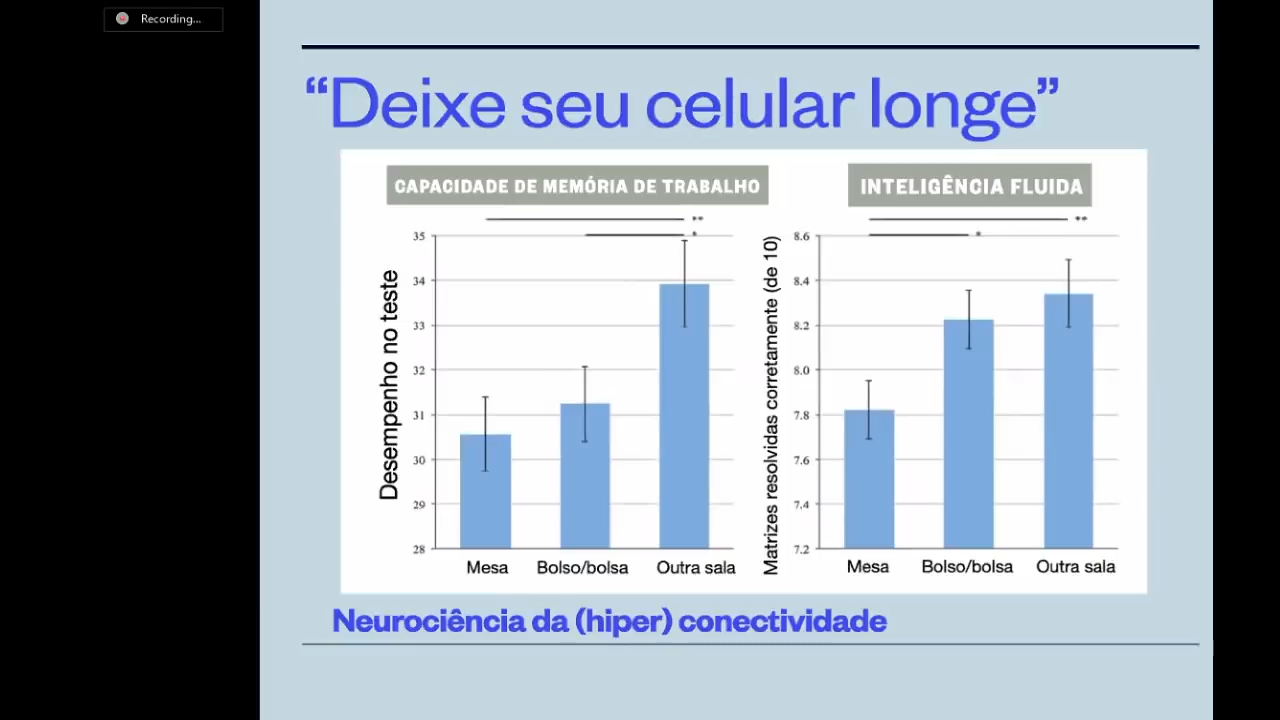 Recording...
“Deixe seu celular longe”
CAPACIDADE DE MEMÓRIA DE TRABALHO
INTELIGÊNCIA FLUIDA
**
*
Desempenho no teste
35
34
33
32
31
30
29
28
Mesa Bolso/bolsa Outra sala
**
*
Matrizes resolvidas corretamente (de 10)
8.6
8.4
8.2
8.0
7.8
7.6
7.4
7.2
Mesa Bolso/bolsa Outra sala
Neurociência da (hiper) conectividade